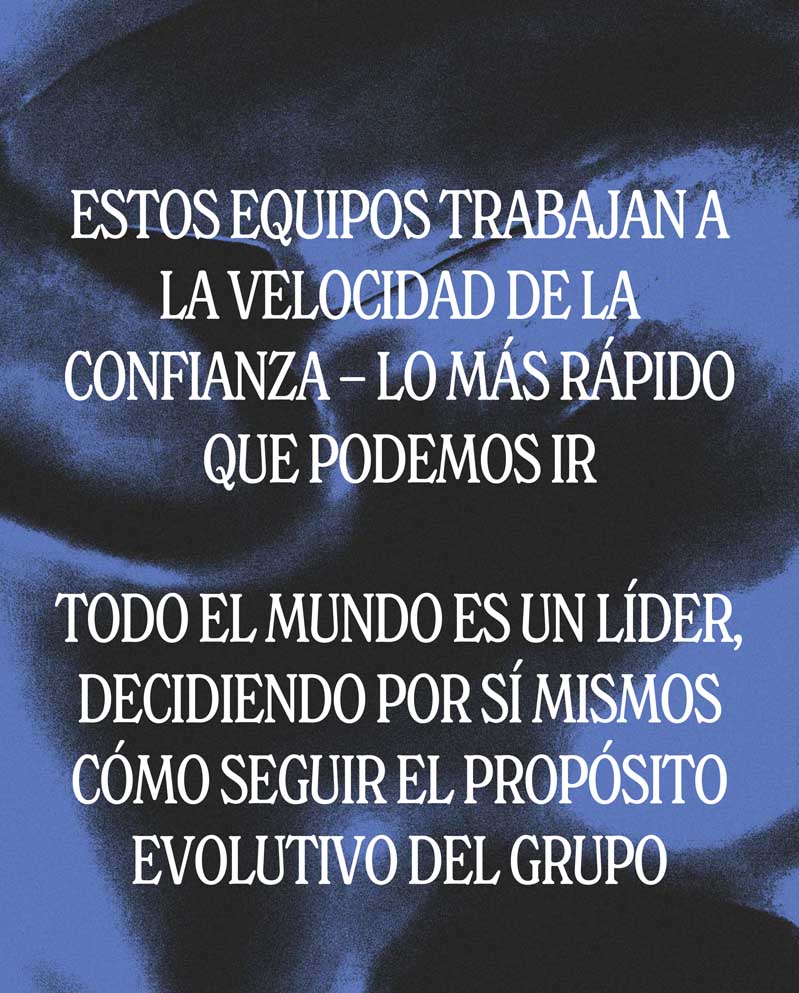 ESTOS EQUIPOS TRABAJAN A
LA VELOCIDAD DE LA
CONFIANZA – LO MÁS RÁPIDO
QUE PODEMOS IR
TODO EL MUNDO ES UN LÍDER,
DECIDIENDO POR SÍ MISMOS
CÓMO SEGUIR EL PROPÓSITO
EVOLUTIVO DEL GRUPO